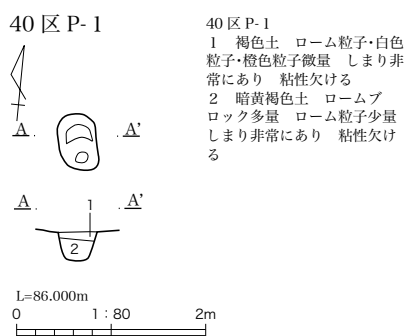 40 区 P- 1
A A’
A A’
1
2
L=86.000m
0 1：80 2m
40 区 P- 1
１　褐色土　ローム粒子・白色
粒子・橙色粒子微量　しまり非
常にあり　粘性欠ける
２　暗黄褐色土　ロームブ
ロック多量　ローム粒子少量
しまり非常にあり　粘性欠け
る